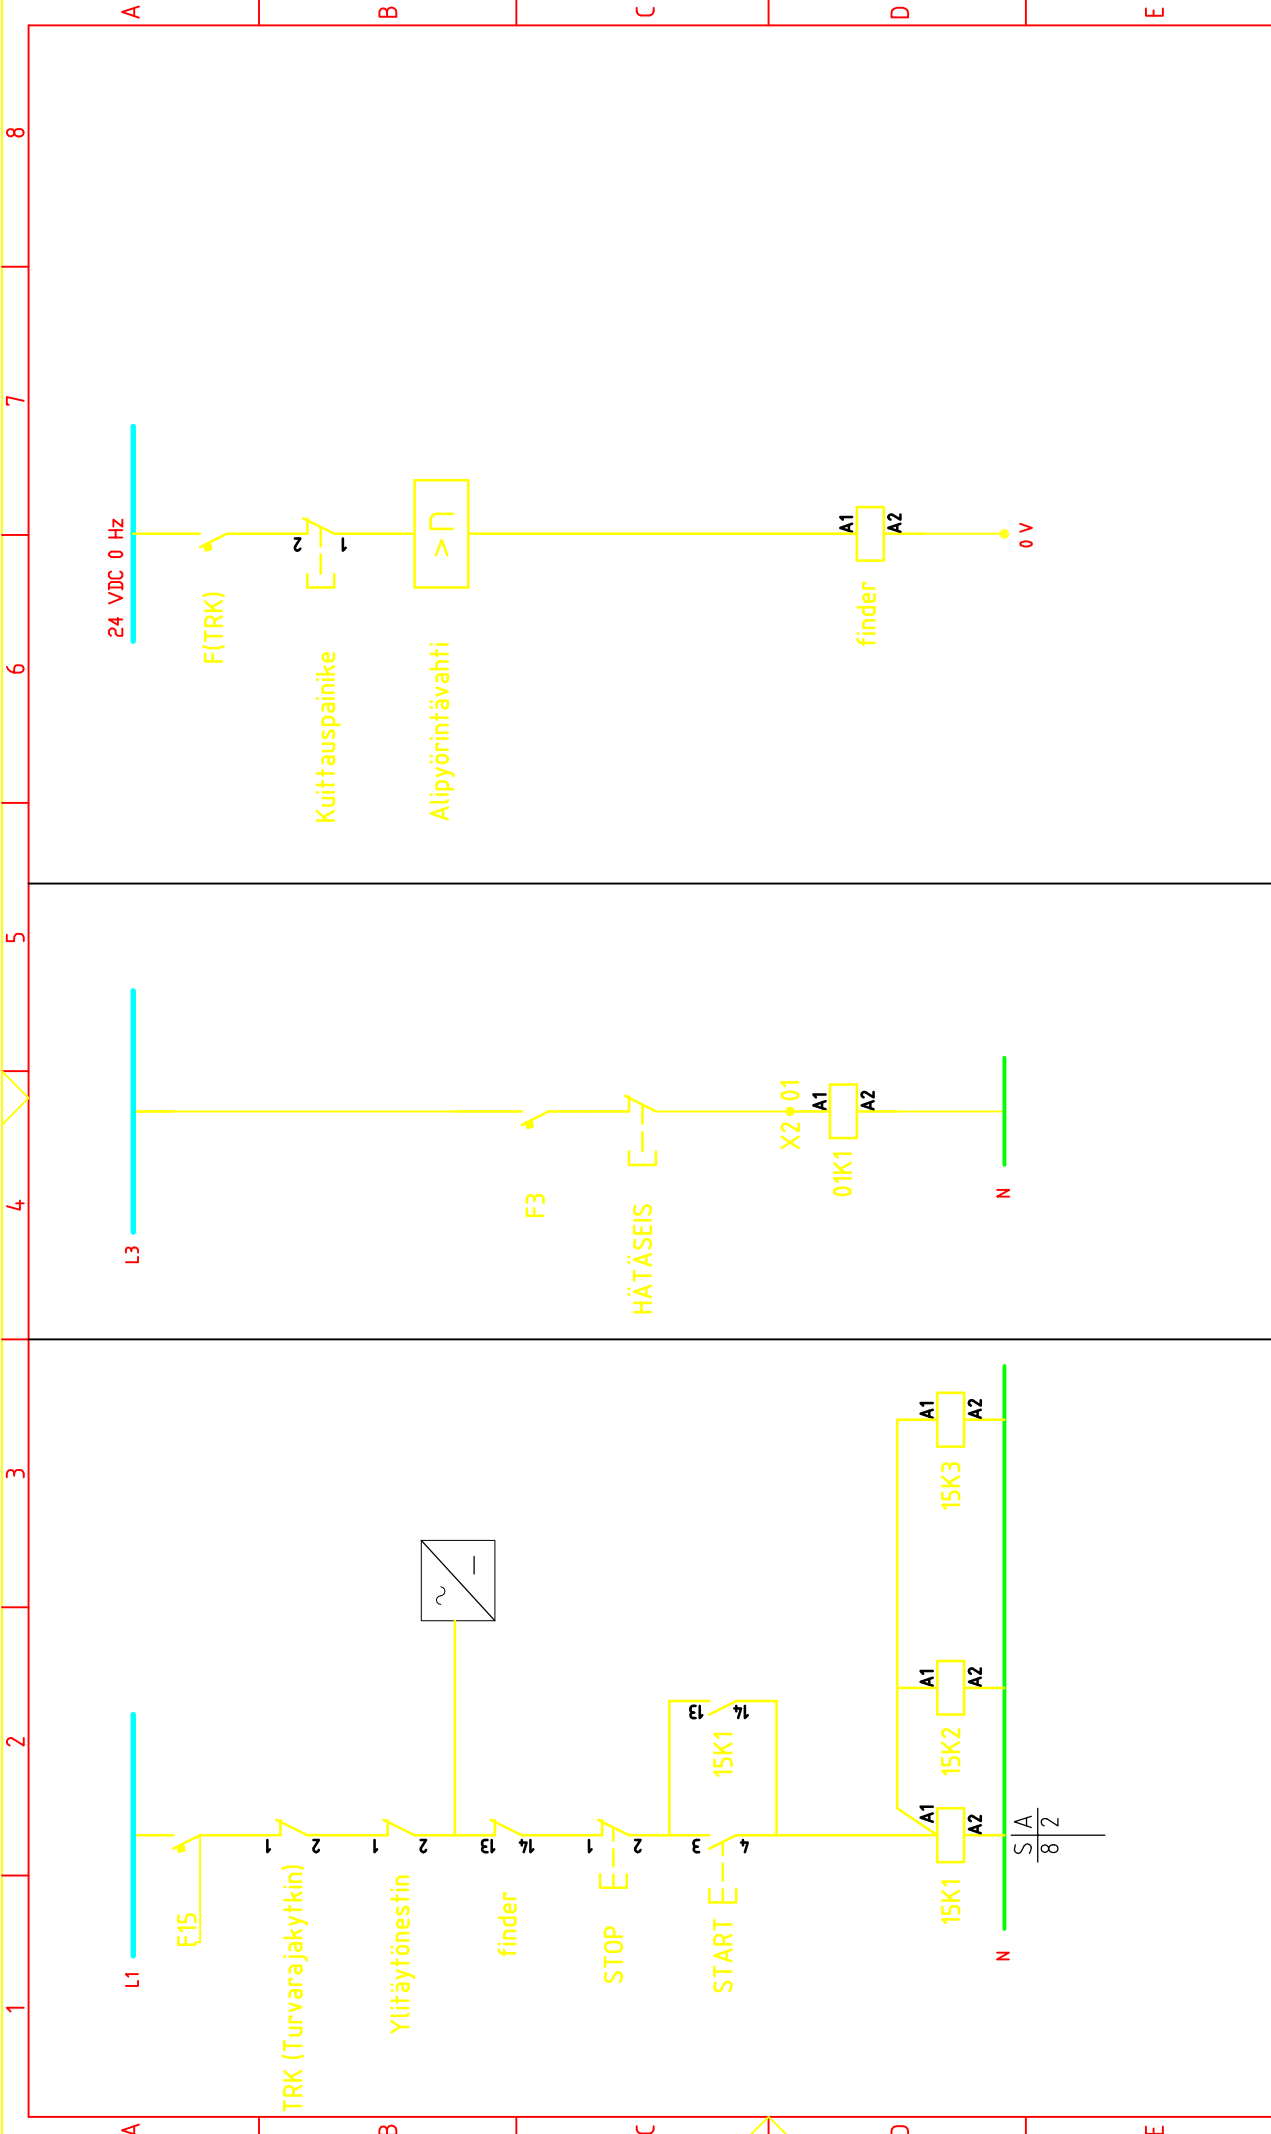 1 2 3 4 5 6 7 8
A A
L1
L3
24 VDC 0 Hz
F15
F(TRK)
TRK (Turvarajakytkin)
1
2
Kuittauspainike
2
1
B B
Ylitäytönestin
1
2
~
–
Alipyörintävahti
< U
finder
13
14
F3
STOP
1
2
HÄTÄSEIS
C C
START
3
4
15K1
13
14
X2 01
01K1
A1
A2
finder
A1
A2
D D
15K1
A1
A2
15K2
A1
A2
15K3
A1
A2
N
N
0 V
S A
8 2
E E